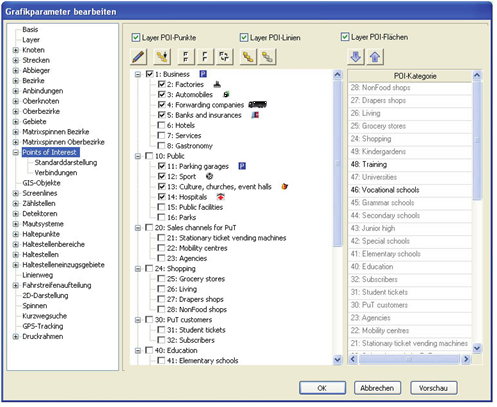 Grafikparameter bearbeiten
Basis
Layer
Knoten
Strecken
Abbieger
Bezirke
Anbindungen
Oberknoten
Oberbezirke
Gebiete
Matrixspinnen Bezirke
Matrixspinnen Oberbezirke
Points of Interest
Standarddarstellung
Verbindungen
GIS-Objekte
Screenlines
Zählstellen
Detektoren
Mautsysteme
Haltepunkte
Haltestellenbereiche
Haltestellen
Haltestelleneinzugsgebiete
Linienweg
Fahrstreifenaufteilung
2D-Darstellung
Spinnen
Kurzwegsuche
GPS-Tracking
Druckrahmen
Layer POI-Punkte
Layer POI-Linien
Layer POI-Flächen
1: Business
2: Factories
3: Automobiles
4: Forwarding companies
5: Banks and insurances
6: Hotels
7: Services
8: Gastronomy
10: Public
11: Parking garages
12: Sport
13: Culture, churches, event halls
14: Hospitals
15: Public facilities
16: Parks
20: Sales channels for PuT
21: Stationary ticket vending machines
22: Mobility centres
23: Agencies
24: Shopping
25: Grocery stores
26: Living
27: Drapers shops
28: NonFood shops
30: PuT customers
31: Student tickets
32: Subscribers
40: Education
41: Elementary schools
POI-Kategorie
28: NonFood shops
27: Drapers shops
26: Living
25: Grocery stores
24: Shopping
49: Kindergardens
48: Training
47: Universities
46: Vocational schools
45: Grammar schools
44: Secondary schools
43: Junior high
42: Special schools
41: Elementary schools
40: Education
32: Subscribers
31: Student tickets
30: PuT customers
23: Agencies
22: Mobility centres
21: Stationary ticket vending machines
OK
Abbrechen
Vorschau